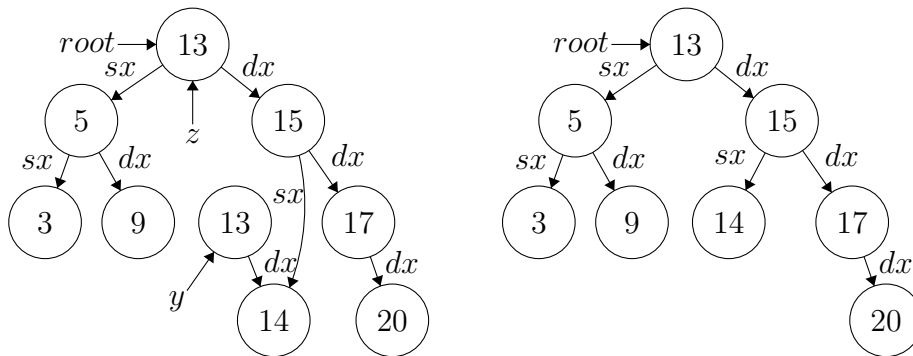 root 13 root 13
sx dx sx dx
5 z 15 5 15
sx dx dx sx dx sx dx
sx
3 9 13 17 3 9 14 17
dx dx dx
y
14 20 20